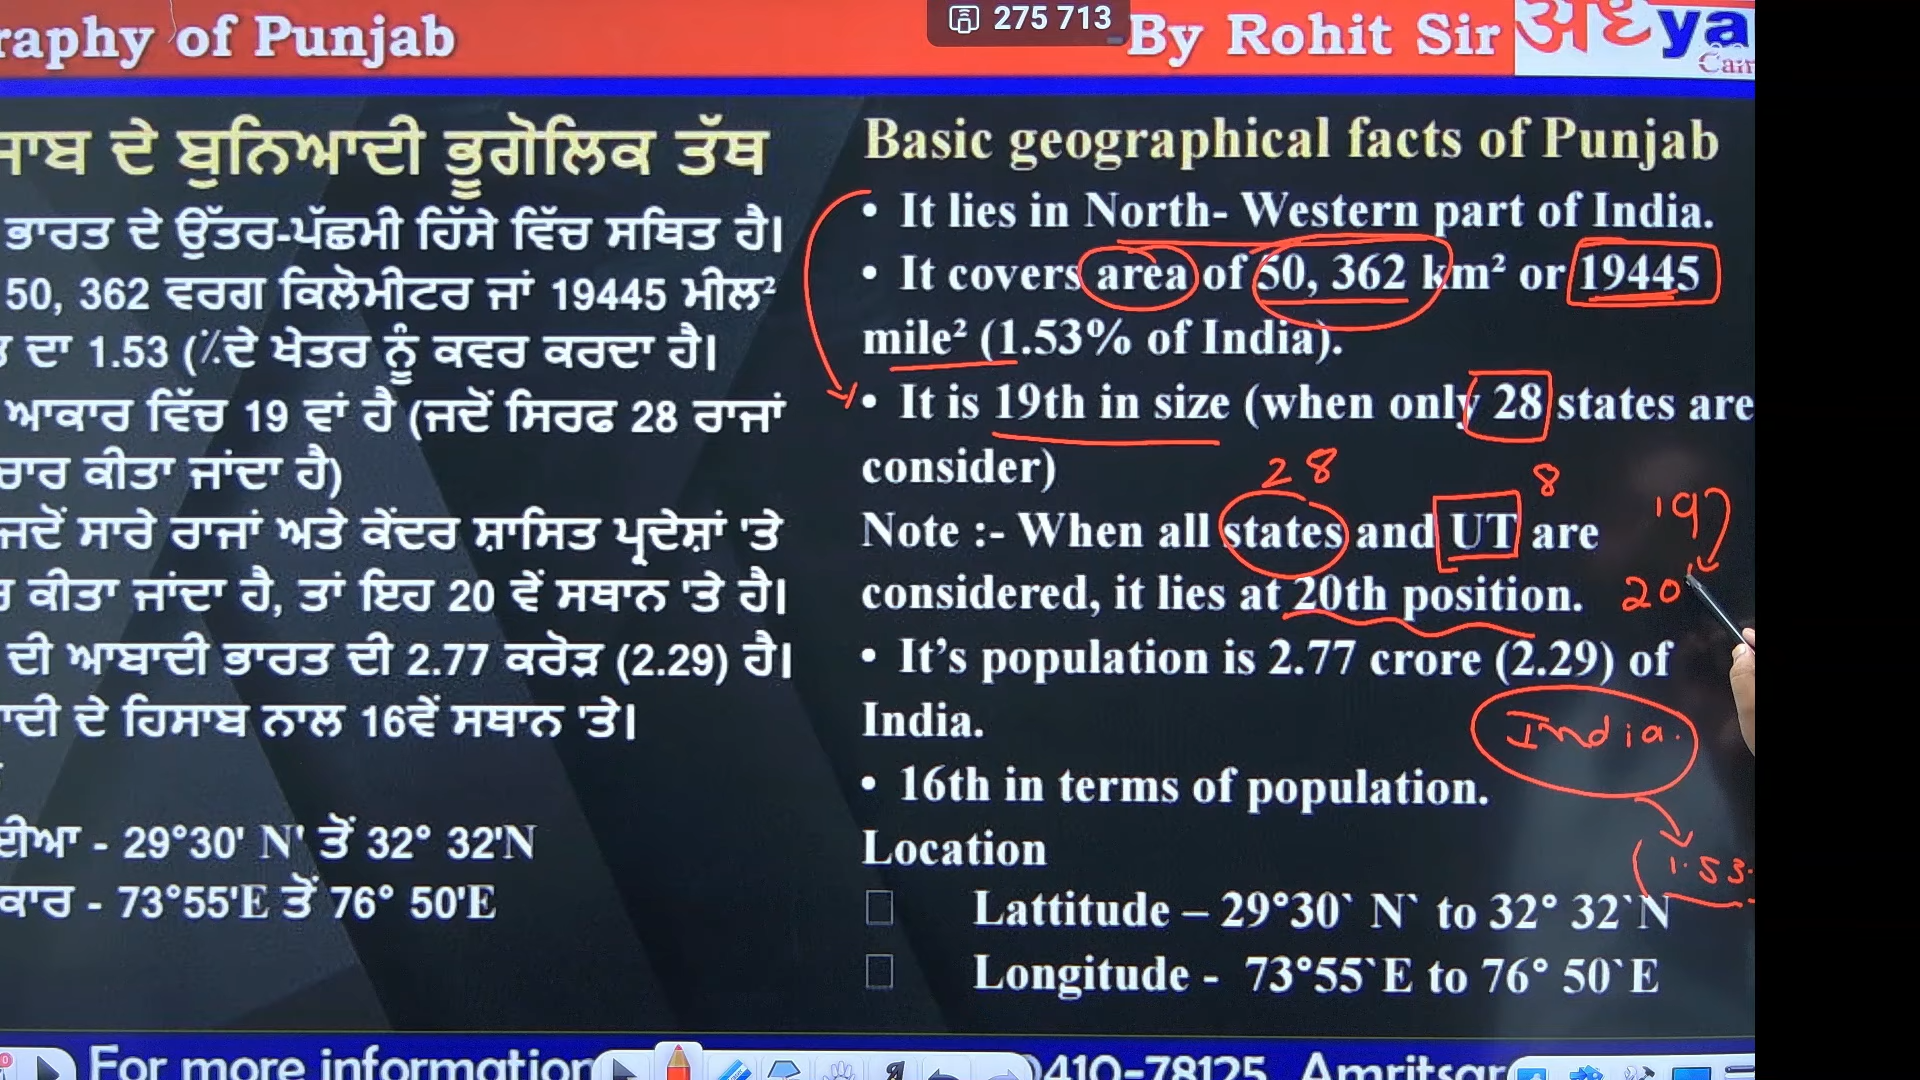 raphy of Punjab
275 713
-By Rohit Sir
अਧya
Cam
ਜਾਬ ਦੇ ਬੁਨਿਆਦੀ ਭੂਗੋਲਿਕ ਤੱਥ
ਭਾਰਤ ਦੇ ਉੱਤਰ-ਪੱਛਮੀ ਹਿੱਸੇ ਵਿੱਚ ਸਥਿਤ ਹੈ।
50, 362 ਵਰਗ ਕਿਲੋਮੀਟਰ ਜਾਂ 19445 ਮੀਲ²
ਤ ਦਾ 1.53 (٪ਦੇ ਖੇਤਰ ਨੂੰ ਕਵਰ ਕਰਦਾ ਹੈ।
ਆਕਾਰ ਵਿੱਚ 19 ਵਾਂ ਹੈ (ਜਦੋਂ ਸਿਰਫ 28 ਰਾਜਾਂ
ਚਾਰ ਕੀਤਾ ਜਾਂਦਾ ਹੈ)
ਜਦੋਂ ਸਾਰੇ ਰਾਜਾਂ ਅਤੇ ਕੇਂਦਰ ਸ਼ਾਸਿਤ ਪ੍ਰਦੇਸ਼ਾਂ 'ਤੇ
ਰ ਕੀਤਾ ਜਾਂਦਾ ਹੈ, ਤਾਂ ਇਹ 20 ਵੇਂ ਸਥਾਨ 'ਤੇ ਹੈ।
ਦੀ ਆਬਾਦੀ ਭਾਰਤ ਦੀ 2.77 ਕਰੋੜ (2.29) ਹੈ।
ਾਦੀ ਦੇ ਹਿਸਾਬ ਨਾਲ 16ਵੇਂ ਸਥਾਨ 'ਤੇ।
ਈਆ - 29°30' N' ਤੋਂ 32° 32'N
ਕਾਰ - 73°55'E ਤੋਂ 76° 50'E
Basic geographical facts of Punjab
• It lies in North- Western part of India.
• It covers area of 50, 362 km² or 19445
mile² (1.53% of India).
• It is 19th in size (when only 28 states are
consider)
28 8
Note :- When all states and UT are
19
considered, it lies at 20th position.
20
• It's population is 2.77 crore (2.29) of
India.
India.
• 16th in terms of population.
Location
1.53.
Lattitude – 29°30` N` to 32° 32`N
Longitude - 73°55`E to 76° 50`E
For more information
0410-78125, Amritsar